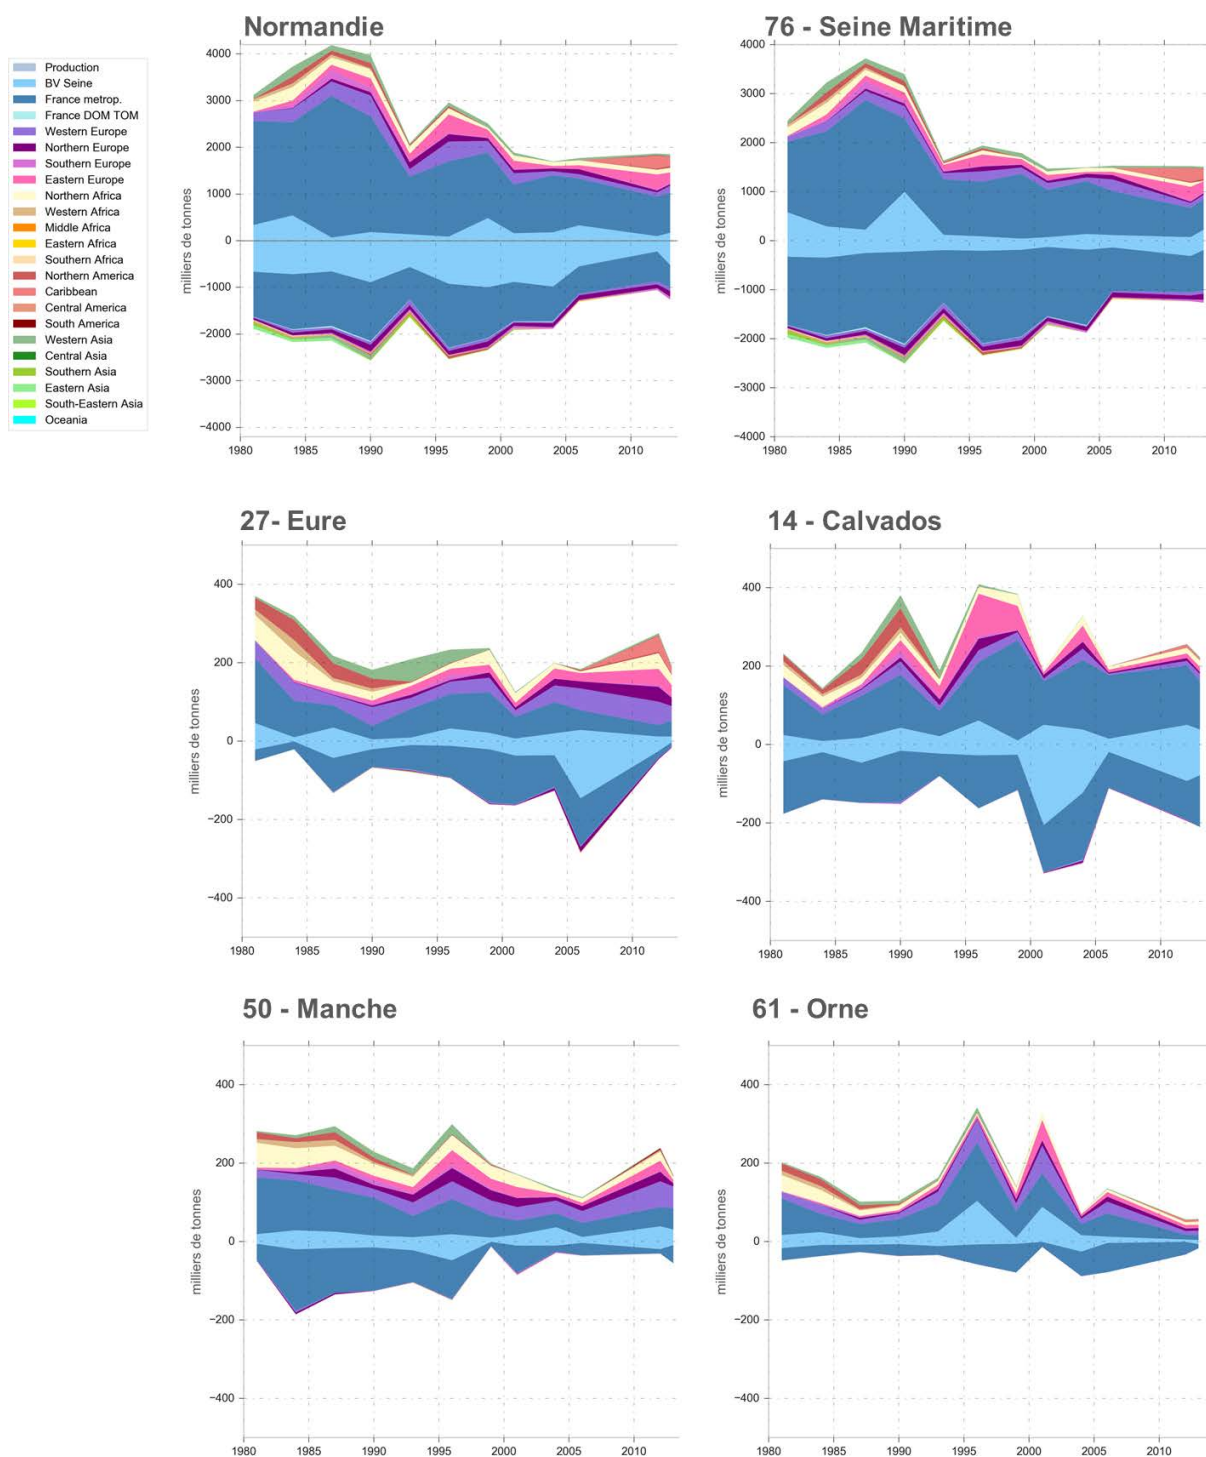 Normandie
76 - Seine Maritime
Production
BV Seine
France metrop.
France DOM TOM
Western Europe
Northern Europe
Southern Europe
Eastern Europe
Northern Africa
Western Africa
Middle Africa
Eastern Africa
Southern Africa
Northern America
Caribbean
Central America
South America
Western Asia
Central Asia
Southern Asia
Eastern Asia
South-Eastern Asia
Oceania
milliers de tonnes
4000
3000
2000
1000
0
−1000
−2000
−3000
−4000
1980 1985 1990 1995 2000 2005 2010
milliers de tonnes
4000
3000
2000
1000
0
−1000
−2000
−3000
−4000
1980 1985 1990 1995 2000 2005 2010
27- Eure
14 - Calvados
milliers de tonnes
400
200
0
−200
−400
1980 1985 1990 1995 2000 2005 2010
milliers de tonnes
400
200
0
−200
−400
1980 1985 1990 1995 2000 2005 2010
50 - Manche
61 - Orne
milliers de tonnes
400
200
0
−200
−400
1980 1985 1990 1995 2000 2005 2010
milliers de tonnes
400
200
0
−200
−400
1980 1985 1990 1995 2000 2005 2010